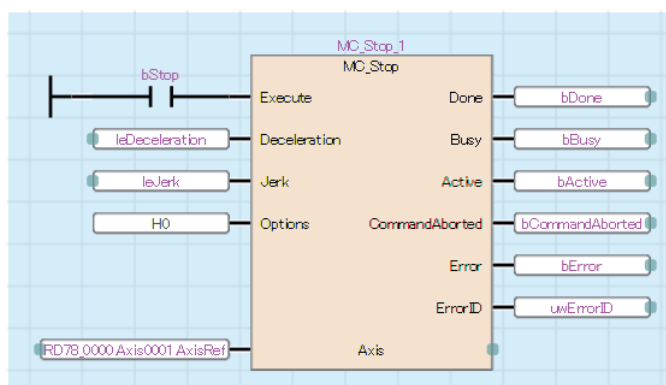 MC_Stop_1
MC_Stop
bStop
Execute Done bDone
leDeceleration Deceleration Busy bBusy
leJerk Jerk Active bActive
H0 Options CommandAborted bCommandAborted
Error bError
ErrorID uwErrorID
RD78_0000.Axis0001.AxisRef Axis